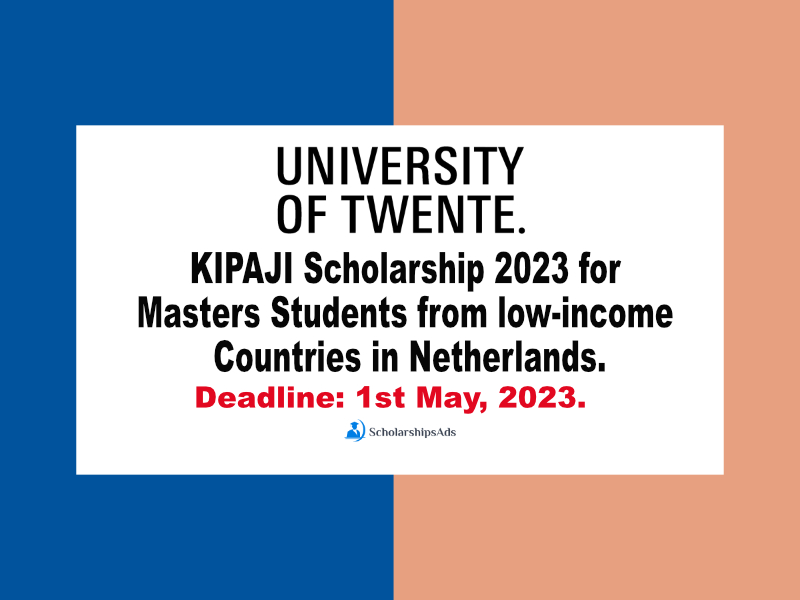 UNIVERSITY
OF TWENTE.
KIPAJI Scholarship 2023 for
Masters Students from low-income
Countries in Netherlands.
Deadline: 1st May, 2023.
ScholarshipsAds